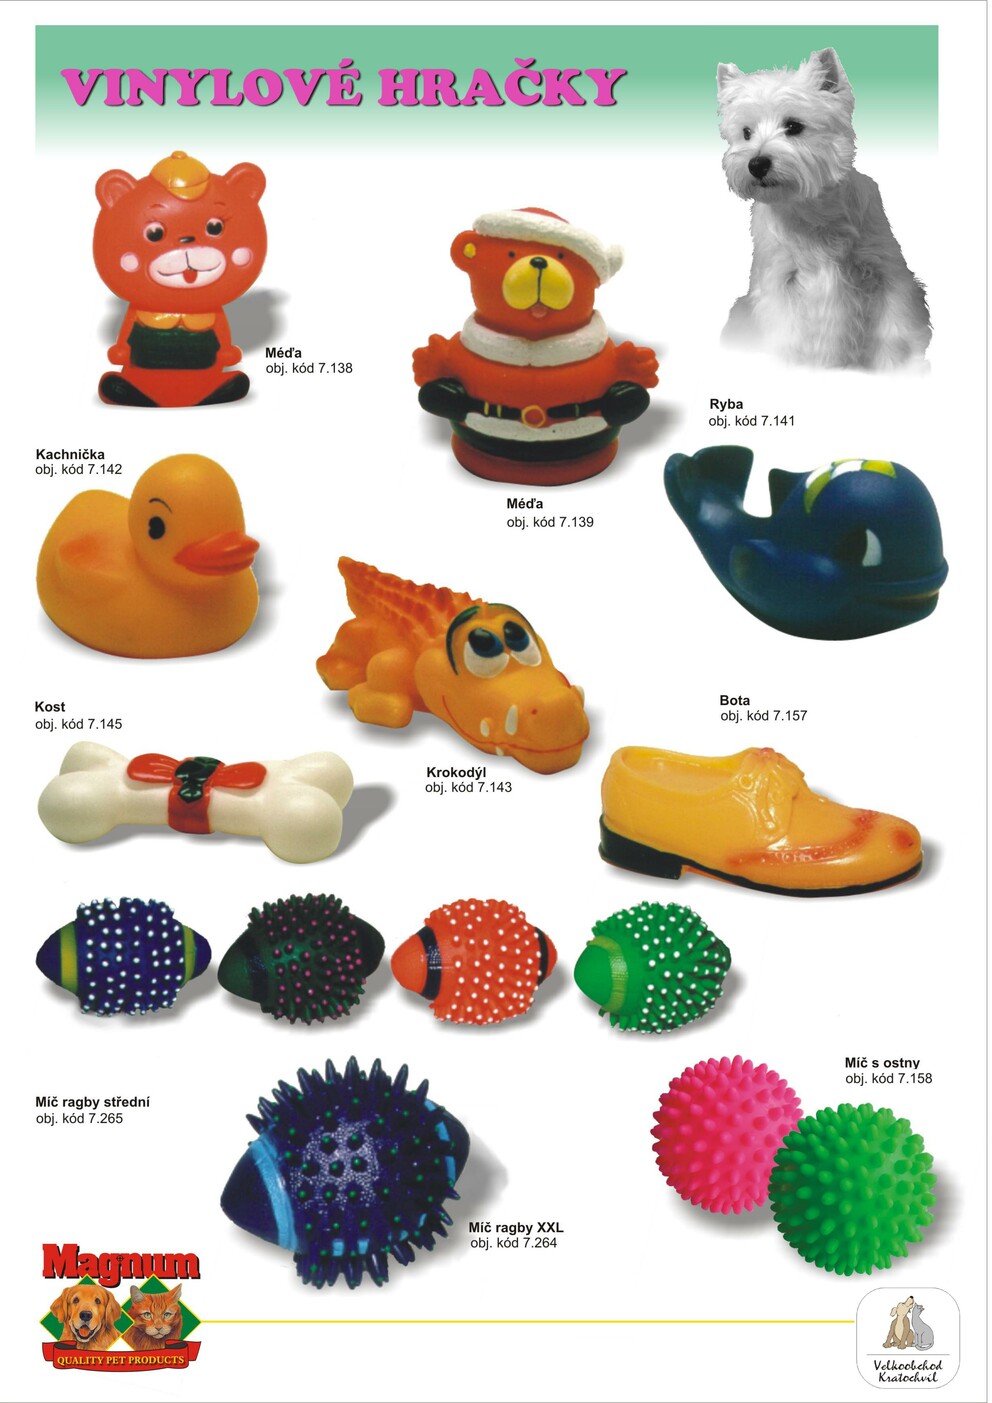 VINYLOVÉ HRAČKY
Méďa
obj. kód 7.138
Ryba
obj. kód 7.141
Kachnička
obj. kód 7.142
Méďa
obj. kód 7.139
Kost
obj. kód 7.145
Bota
obj. kód 7.157
Krokodýl
obj. kód 7.143
Míč s ostny
obj. kód 7.158
Míč ragby střední
obj. kód 7.265
Míč ragby XXL
obj. kód 7.264
Magnum
QUALITY PET PRODUCTS
Velkoobchod
Kratochvíl